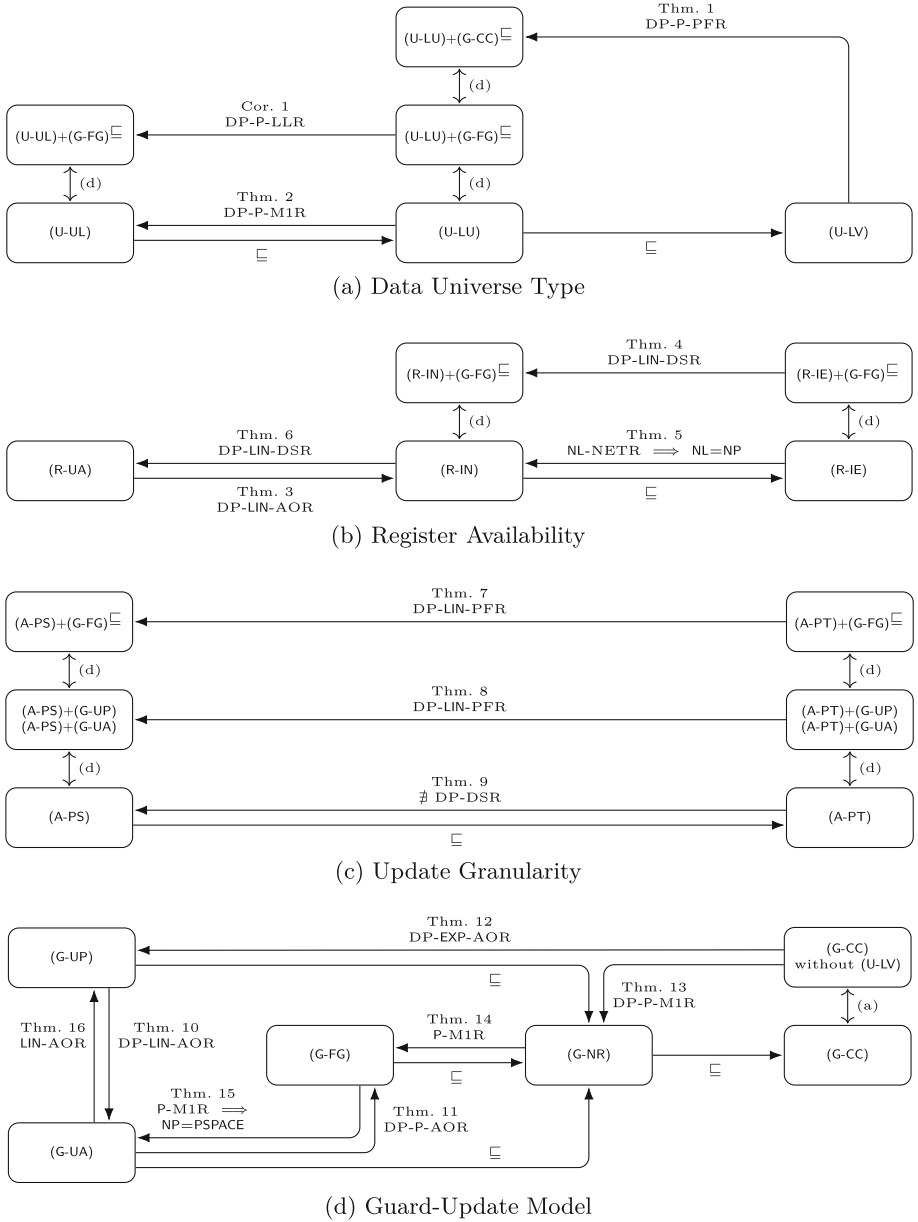 Thm. 1
DP-P-PFR
(U-LU)+(G-CC)⊑
(d)
Cor. 1
DP-P-LLR
(U-UL)+(G-FG)⊑
(U-LU)+(G-FG)⊑
(d)
(d)
Thm. 2
DP-P-M1R
(U-UL)
(U-LU)
(U-LV)
⊑
⊑
(a) Data Universe Type
Thm. 4
DP-LIN-DSR
(R-IN)+(G-FG)⊑
(R-IE)+(G-FG)⊑
(d)
(d)
Thm. 6
DP-LIN-DSR
Thm. 5
NL-NETR ⟹ NL=NP
(R-UA)
(R-IN)
(R-IE)
Thm. 3
DP-LIN-AOR
⊑
(b) Register Availability
Thm. 7
DP-LIN-PFR
(A-PS)+(G-FG)⊑
(A-PT)+(G-FG)⊑
(d)
(d)
Thm. 8
DP-LIN-PFR
(A-PS)+(G-UP)
(A-PS)+(G-UA)
(A-PT)+(G-UP)
(A-PT)+(G-UA)
(d)
(d)
Thm. 9
∄ DP-DSR
(A-PS)
(A-PT)
⊑
(c) Update Granularity
Thm. 12
DP-EXP-AOR
(G-UP)
(G-CC)
without (U-LV)
⊑
Thm. 13
DP-P-M1R
(a)
Thm. 16
LIN-AOR
Thm. 10
DP-LIN-AOR
Thm. 14
P-M1R
(G-FG)
(G-NR)
(G-CC)
⊑
⊑
Thm. 15
P-M1R ⟹
NP=PSPACE
Thm. 11
DP-P-AOR
(G-UA)
⊑
(d) Guard-Update Model